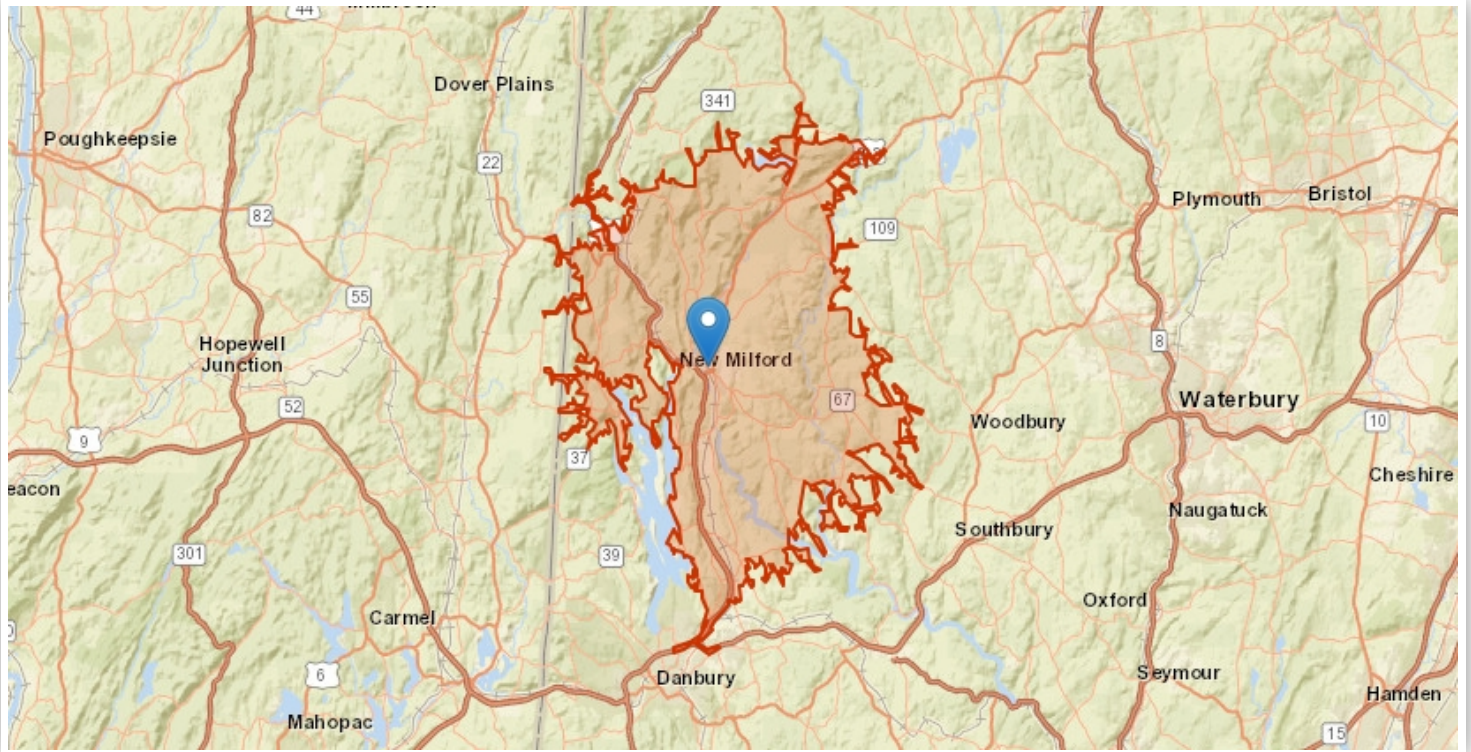 44
Dover Plains
341
Poughkeepsie
22
Plymouth
Bristol
82
109
55
Hopewell
Junction
8
New Milford
52
67
Waterbury
10
Woodbury
9
37
Cheshire
eacon
Naugatuck
Southbury
301
39
Oxford
Carmel
6
Danbury
Seymour
Hamden
Mahopac
15